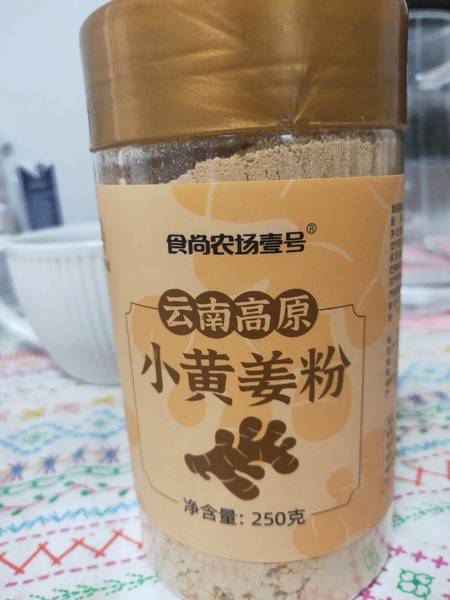 食尚农场壹号®
云南高原
小黄姜粉
净含量：250克